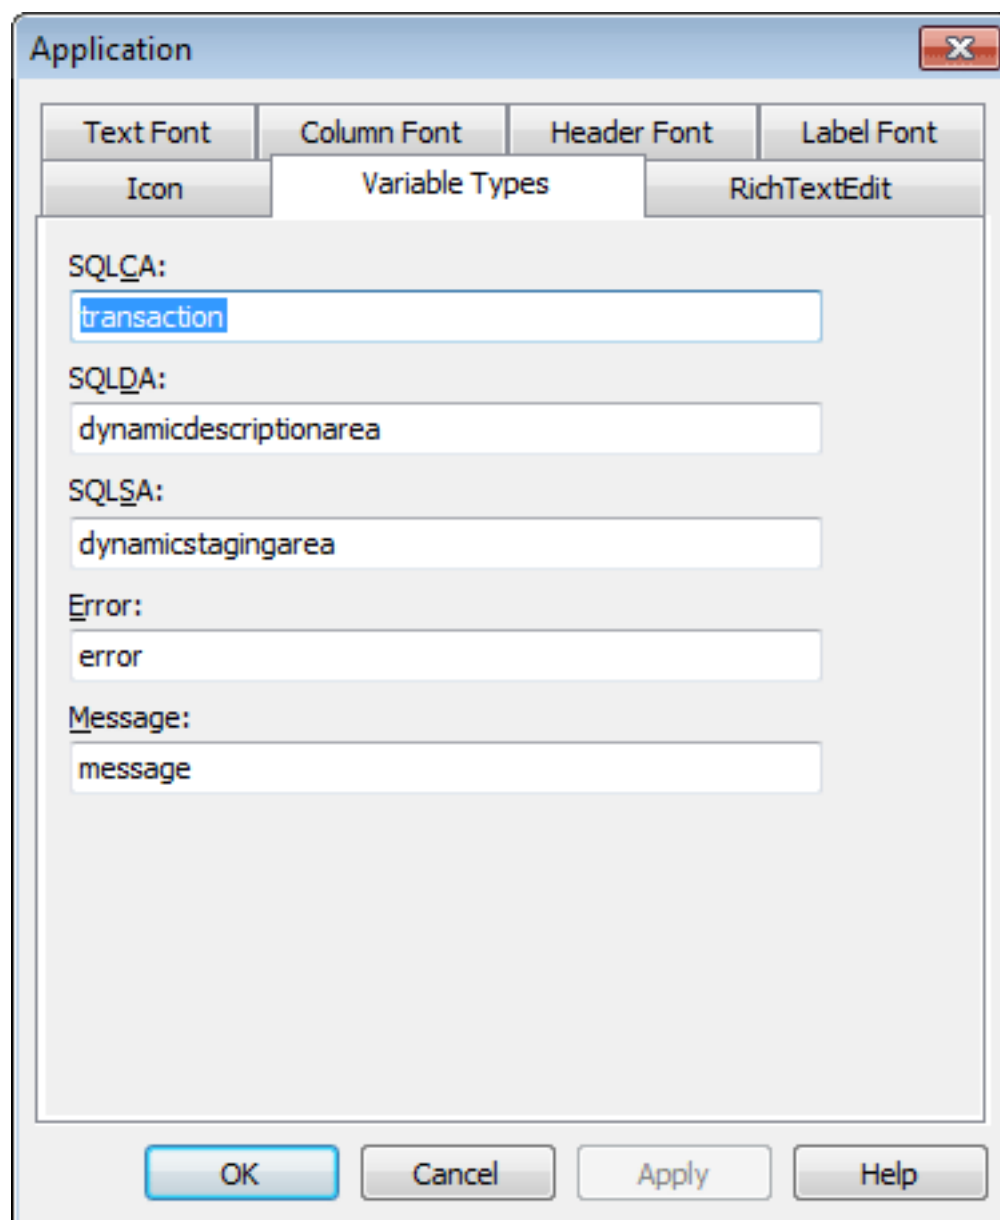 Application
Text Font Column Font Header Font Label Font
Icon Variable Types RichTextEdit
SQLCA:
transaction
SQLDA:
dynamicdescriptionarea
SQLSA:
dynamicstagingarea
Error:
error
Message:
message
OK Cancel Apply Help